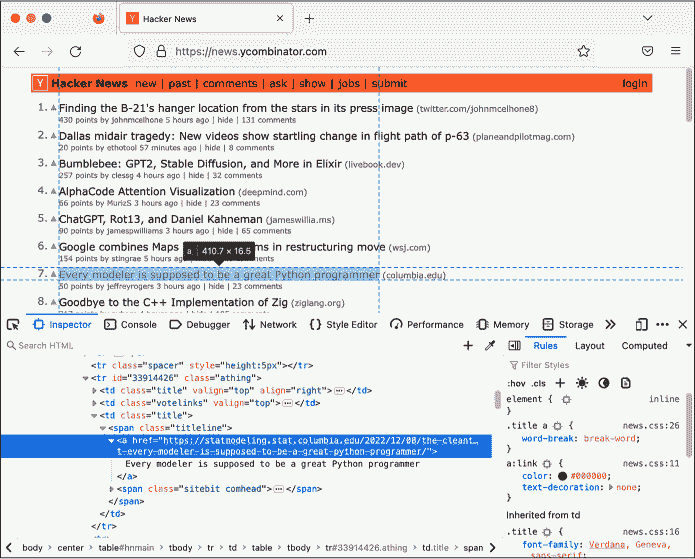 Hacker News
https://news.ycombinator.com
Y Hacker News new | past | comments | ask | show | jobs | submit login
1. Finding the B-21's hanger location from the stars in its press image (twitter.com/johnmcelhone8)
430 points by johnmcelhone 5 hours ago | hide | 131 comments
2. Dallas midair tragedy: New videos show startling change in flight path of p-63 (planeandpilotmag.com)
20 points by ethotool 57 minutes ago | hide | 8 comments
3. Bumblebee: GPT2, Stable Diffusion, and More in Elixir (livebook.dev)
257 points by clessg 4 hours ago | hide | 32 comments
4. AlphaCode Attention Visualization (deepmind.com)
66 points by MurizS 3 hours ago | hide | 23 comments
5. ChatGPT, Rot13, and Daniel Kahneman (jameswillia.ms)
90 points by jameswilliams 3 hours ago | hide | 65 comments
6. Google combines Maps ms in restructuring move (wsj.com)
154 points by stingrae 5 hours ago
a 410.7 × 16.5
7. Every modeler is supposed to be a great Python programmer (columbia.edu)
50 points by jeffreyrogers 3 hours ago | hide | 23 comments
8. Goodbye to the C++ Implementation of Zig (ziglang.org)
Inspector Console Debugger Network Style Editor Performance Memory Storage
Search HTML
Rules Layout Computed
Filter Styles
:hov .cls
<tr class="spacer" style="height:5px"></tr>
<tr id="33914426" class="athing">
<td class="title" valign="top" align="right"></td>
<td class="votelinks" valign="top"></td>
<td class="title">
<span class="titleline">
<a href="https://statmodeling.stat.columbia.edu/2022/12/08/the-cleant…
t-every-modeler-is-supposed-to-be-a-great-python-programmer/">
Every modeler is supposed to be a great Python programmer
</a>
<span class="sitebit comhead"></span>
</span>
</td>
</tr>
element { inline
}
.title a { news.css:26
word-break: break-word;
}
a:link { news.css:11
color: #000000;
text-decoration: none;
}
Inherited from td
.title { news.css:16
font-family: Verdana, Geneva,
sans-serif;
body center table#hnmain tbody tr td table tbody tr#33914426.athing td.title span